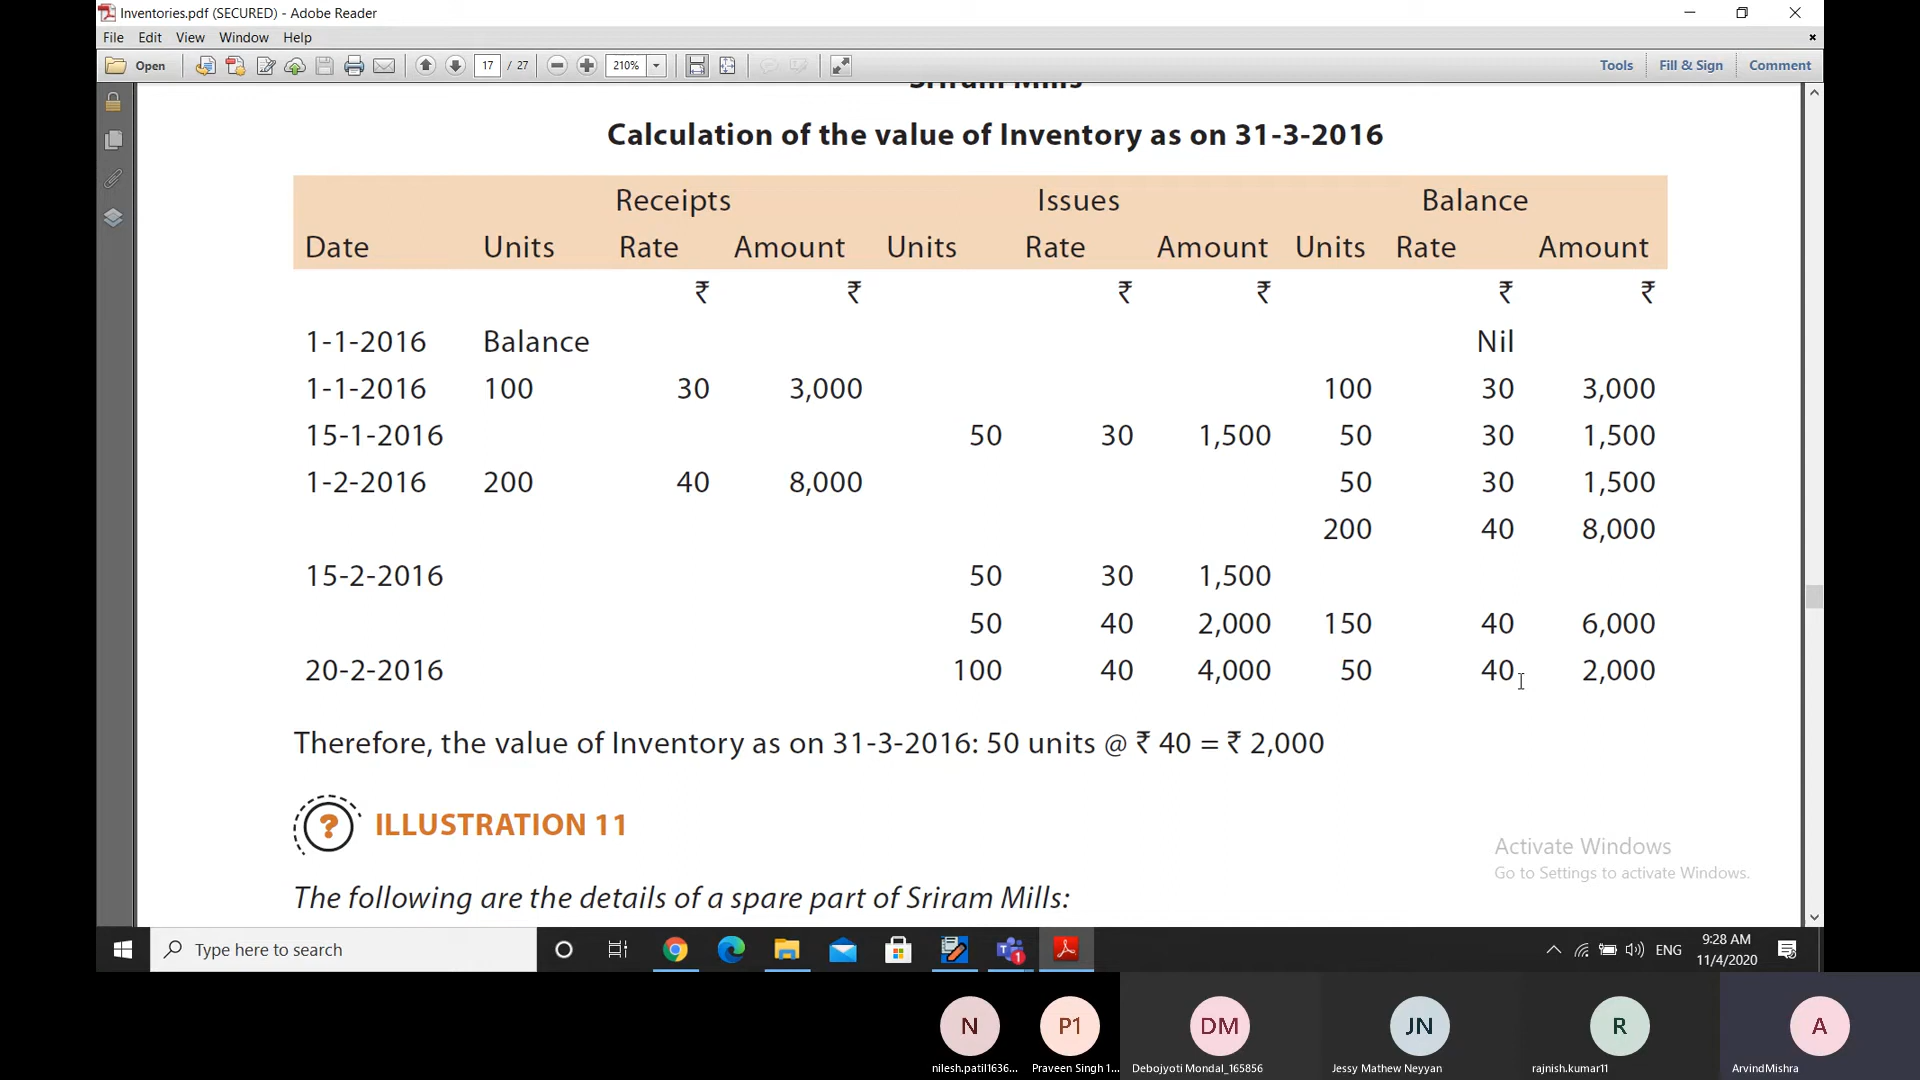 Inventories.pdf (SECURED) - Adobe Reader
File Edit View Window Help
Open 17 / 27 210% Tools Fill & Sign Comment
Sriram Mills
Calculation of the value of Inventory as on 31-3-2016
Receipts Issues Balance
Date Units Rate Amount Units Rate Amount Units Rate Amount
₹ ₹ ₹ ₹ ₹ ₹
1-1-2016 Balance Nil
1-1-2016 100 30 3,000 100 30 3,000
15-1-2016 50 30 1,500 50 30 1,500
1-2-2016 200 40 8,000 50 30 1,500
200 40 8,000
15-2-2016 50 30 1,500
50 40 2,000 150 40 6,000
20-2-2016 100 40 4,000 50 40 2,000
Therefore, the value of Inventory as on 31-3-2016: 50 units @ ₹ 40 = ₹ 2,000
? ILLUSTRATION 11
Activate Windows
Go to Settings to activate Windows.
The following are the details of a spare part of Sriram Mills:
Type here to search 1 ENG 9:28 AM
11/4/2020
N P1 DM JN R A
nilesh.patil1636... Praveen Singh 1... Debojyoti Mondal_165856 Jessy Mathew Neyyan rajnish.kumar11 ArvindMishra